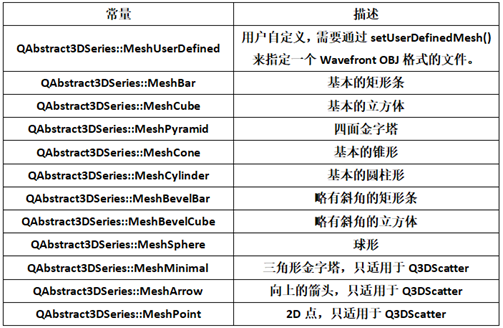 常量 描述
QAbstract3DSeries::MeshUserDefined 用户自定义，需要通过 setUserDefinedMesh()
来指定一个 Wavefront OBJ 格式的文件。
QAbstract3DSeries::MeshBar 基本的矩形条
QAbstract3DSeries::MeshCube 基本的立方体
QAbstract3DSeries::MeshPyramid 四面金字塔
QAbstract3DSeries::MeshCone 基本的锥形
QAbstract3DSeries::MeshCylinder 基本的圆柱形
QAbstract3DSeries::MeshBevelBar 略有斜角的矩形条
QAbstract3DSeries::MeshBevelCube 略有斜角的立方体
QAbstract3DSeries::MeshSphere 球形
QAbstract3DSeries::MeshMinimal 三角形金字塔，只适用于 Q3DScatter
QAbstract3DSeries::MeshArrow 向上的箭头，只适用于 Q3DScatter
QAbstract3DSeries::MeshPoint 2D 点，只适用于 Q3DScatter